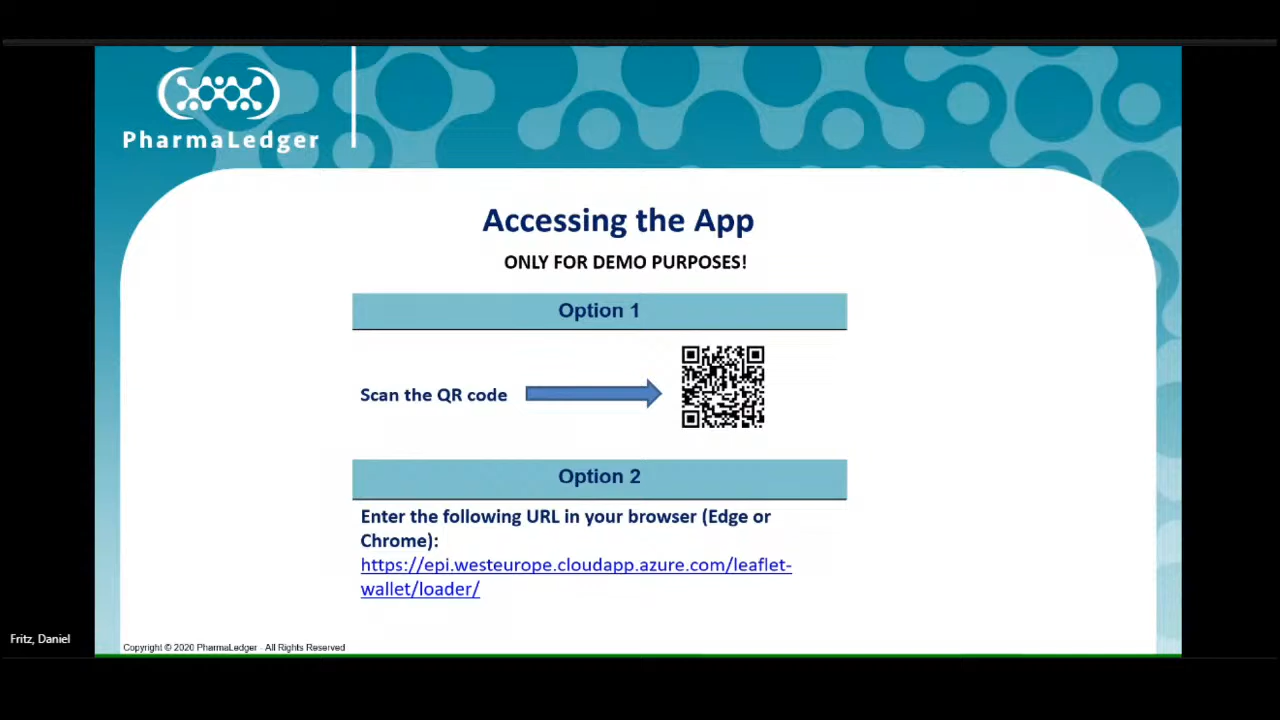 PharmaLedger
Accessing the App
ONLY FOR DEMO PURPOSES!
Option 1
Scan the QR code
Option 2
Enter the following URL in your browser (Edge or
Chrome):
https://epi.westeurope.cloudapp.azure.com/leaflet-
wallet/loader/
Fritz, Daniel
Copyright © 2020 PharmaLedger - All Rights Reserved